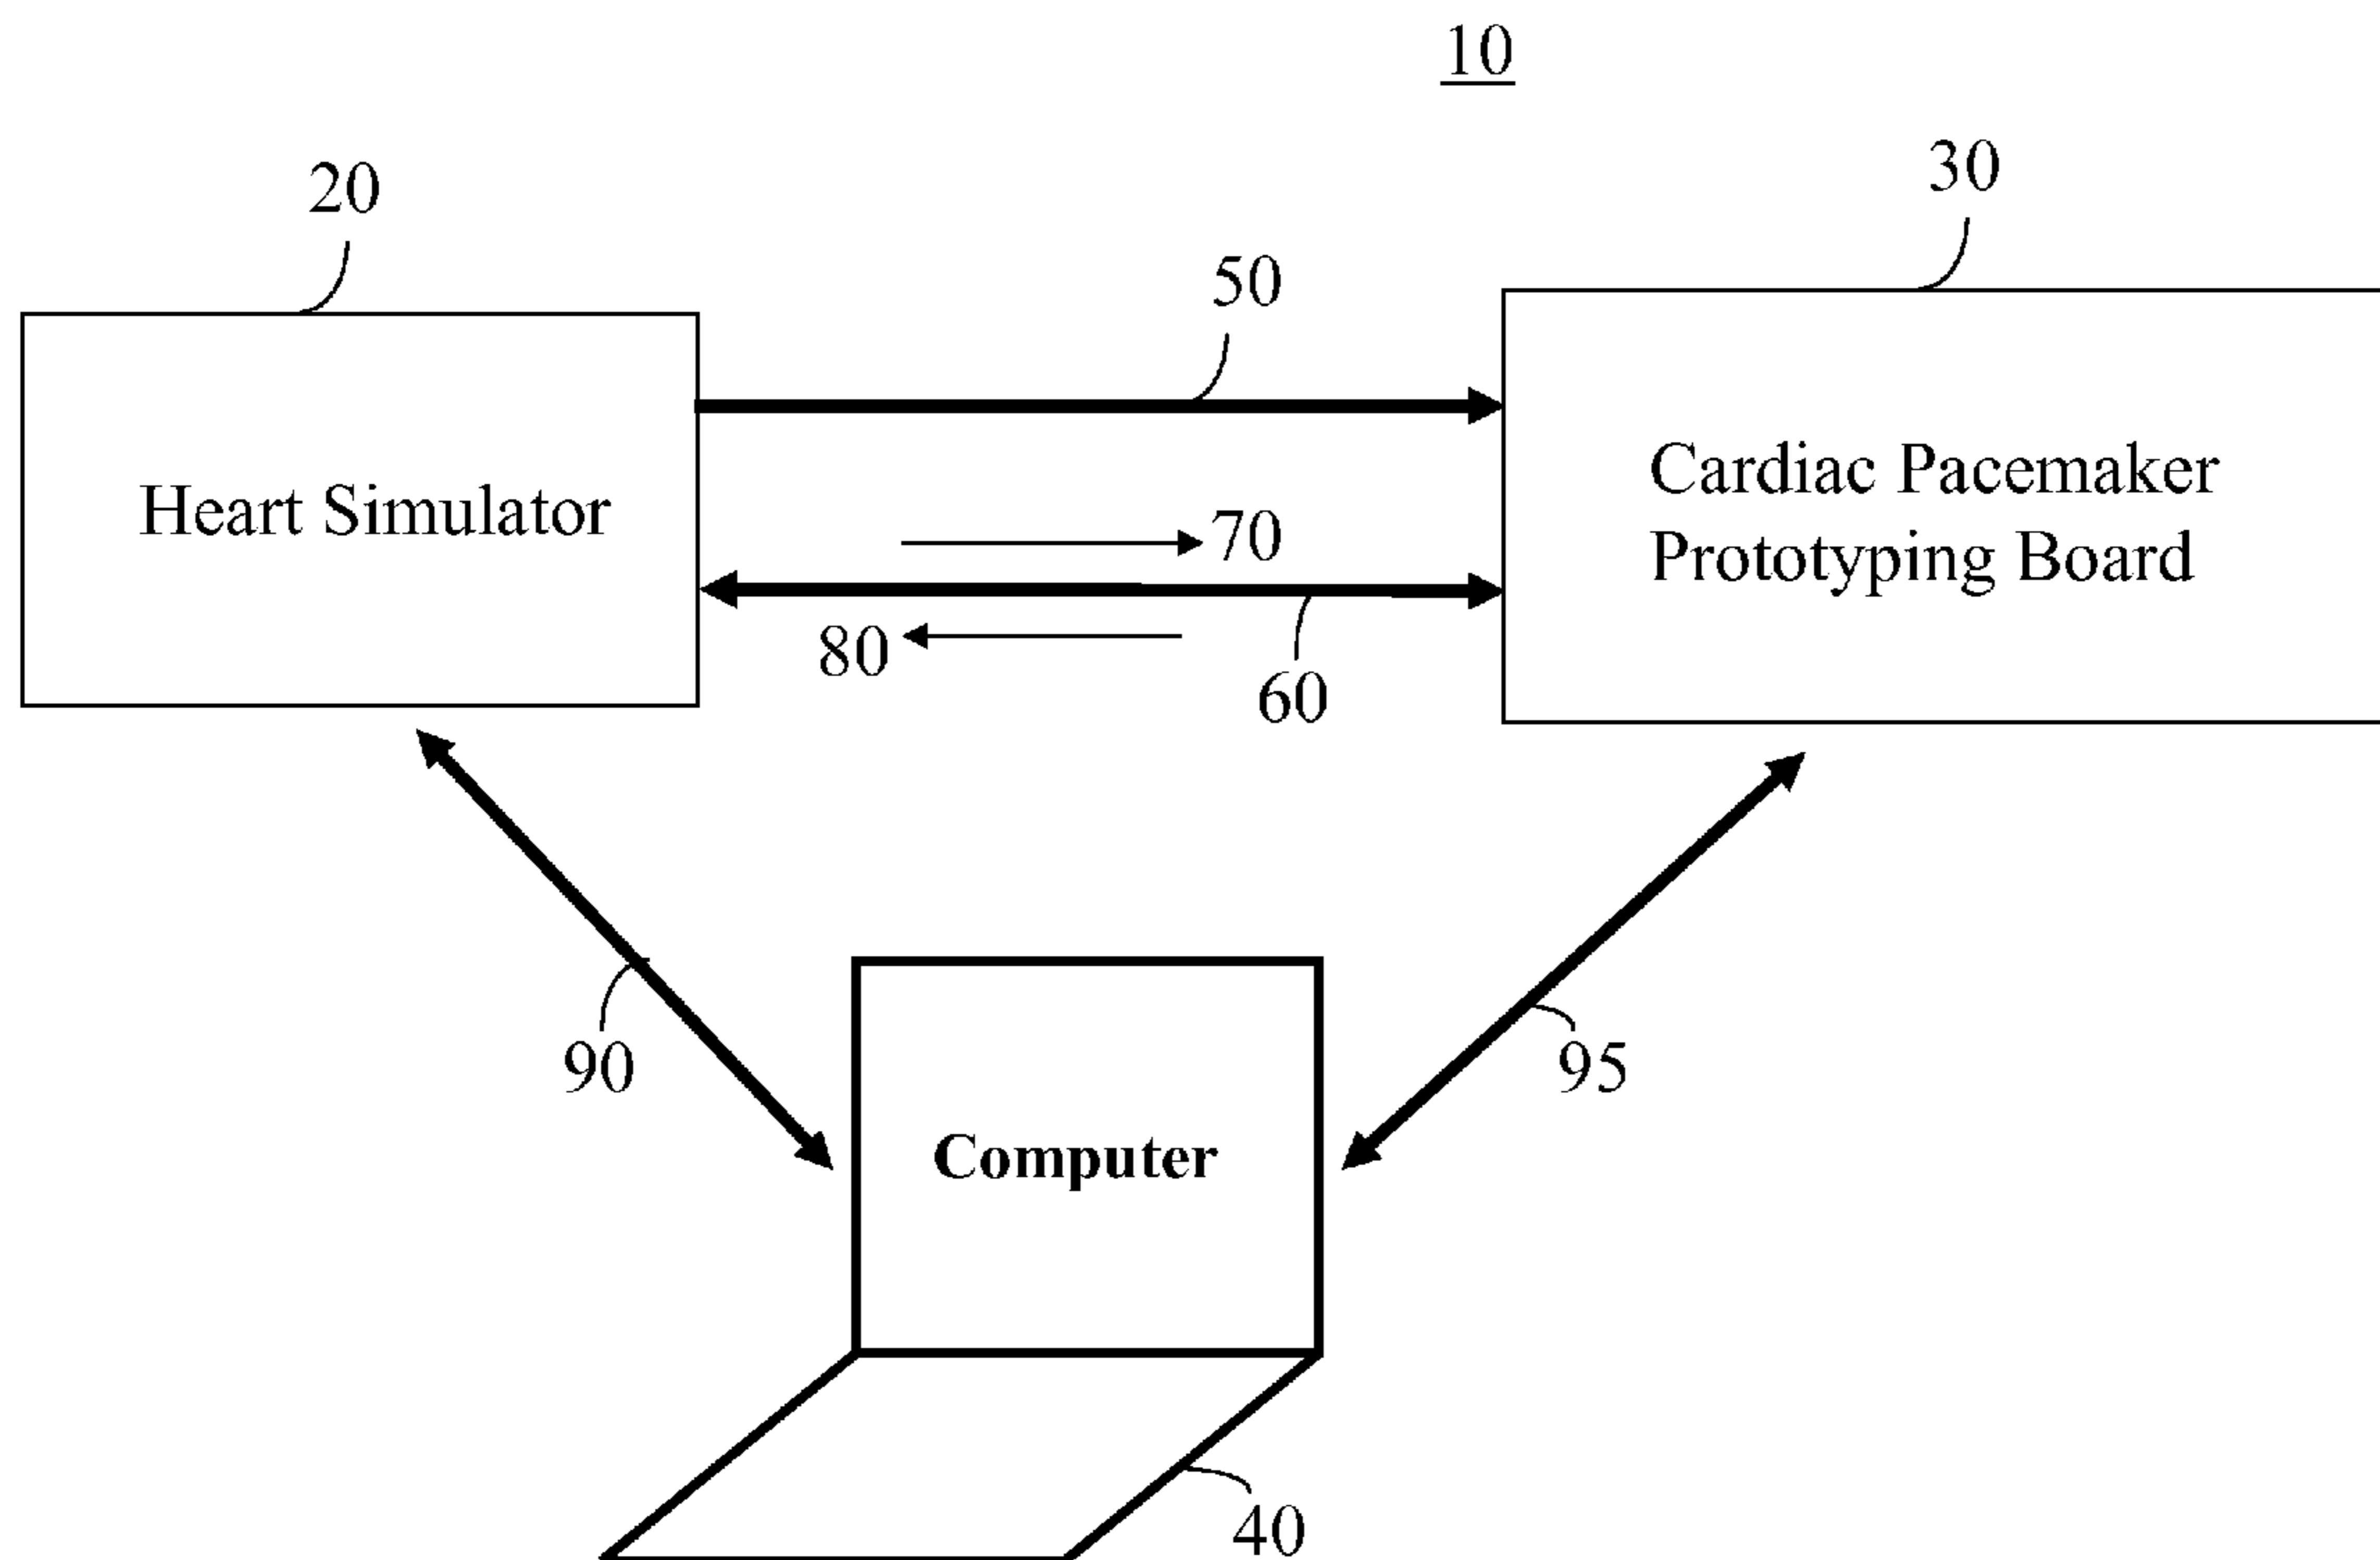 10
20
30
50
Heart Simulator
Cardiac Pacemaker
Prototyping Board
70
80
60
90
95
Computer
40